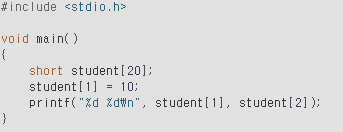 #include <stdio.h>
void main()
{
short student[20];
student[1] = 10;
printf("%d %d₩n", student[1], student[2]);
}